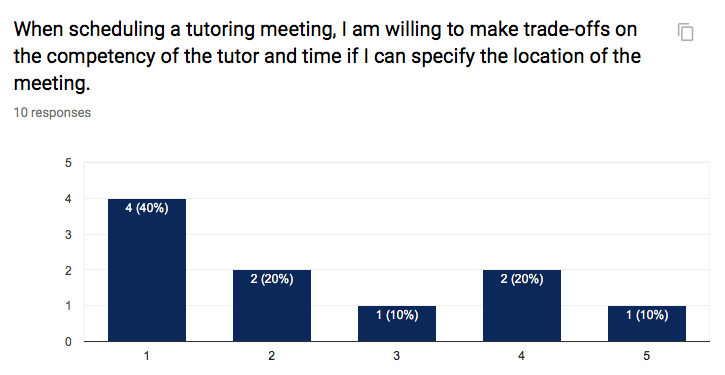 When scheduling a tutoring meeting, I am willing to make trade-offs on
the competency of the tutor and time if I can specify the location of the
meeting.
10 responses
5
4
3
2
1
0
4 (40%)
2 (20%)
1 (10%)
2 (20%)
1 (10%)
1 2 3 4 5